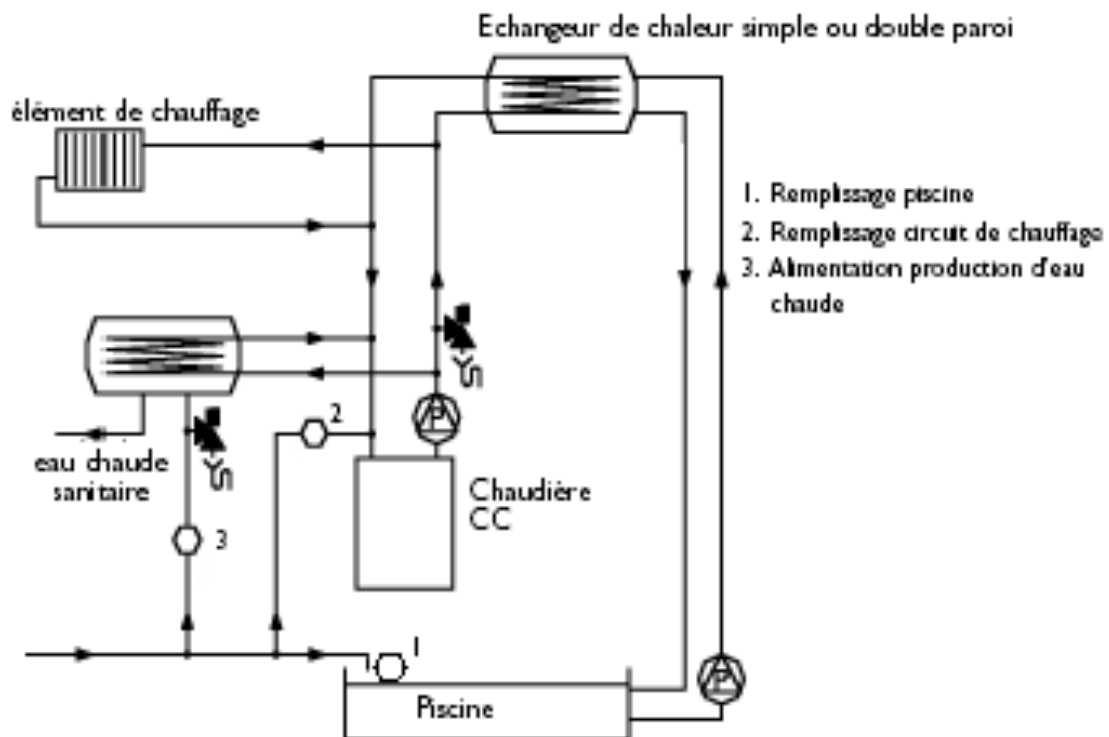 Echangeur de chaleur simple ou double paroi
élément de chauffage
1. Remplissage piscine
2. Remplissage circuit de chauffage
3. Alimentation production d'eau
chaude
2
P
eau chaude
sanitaire
Chaudière
CC
3
1
P
Piscine